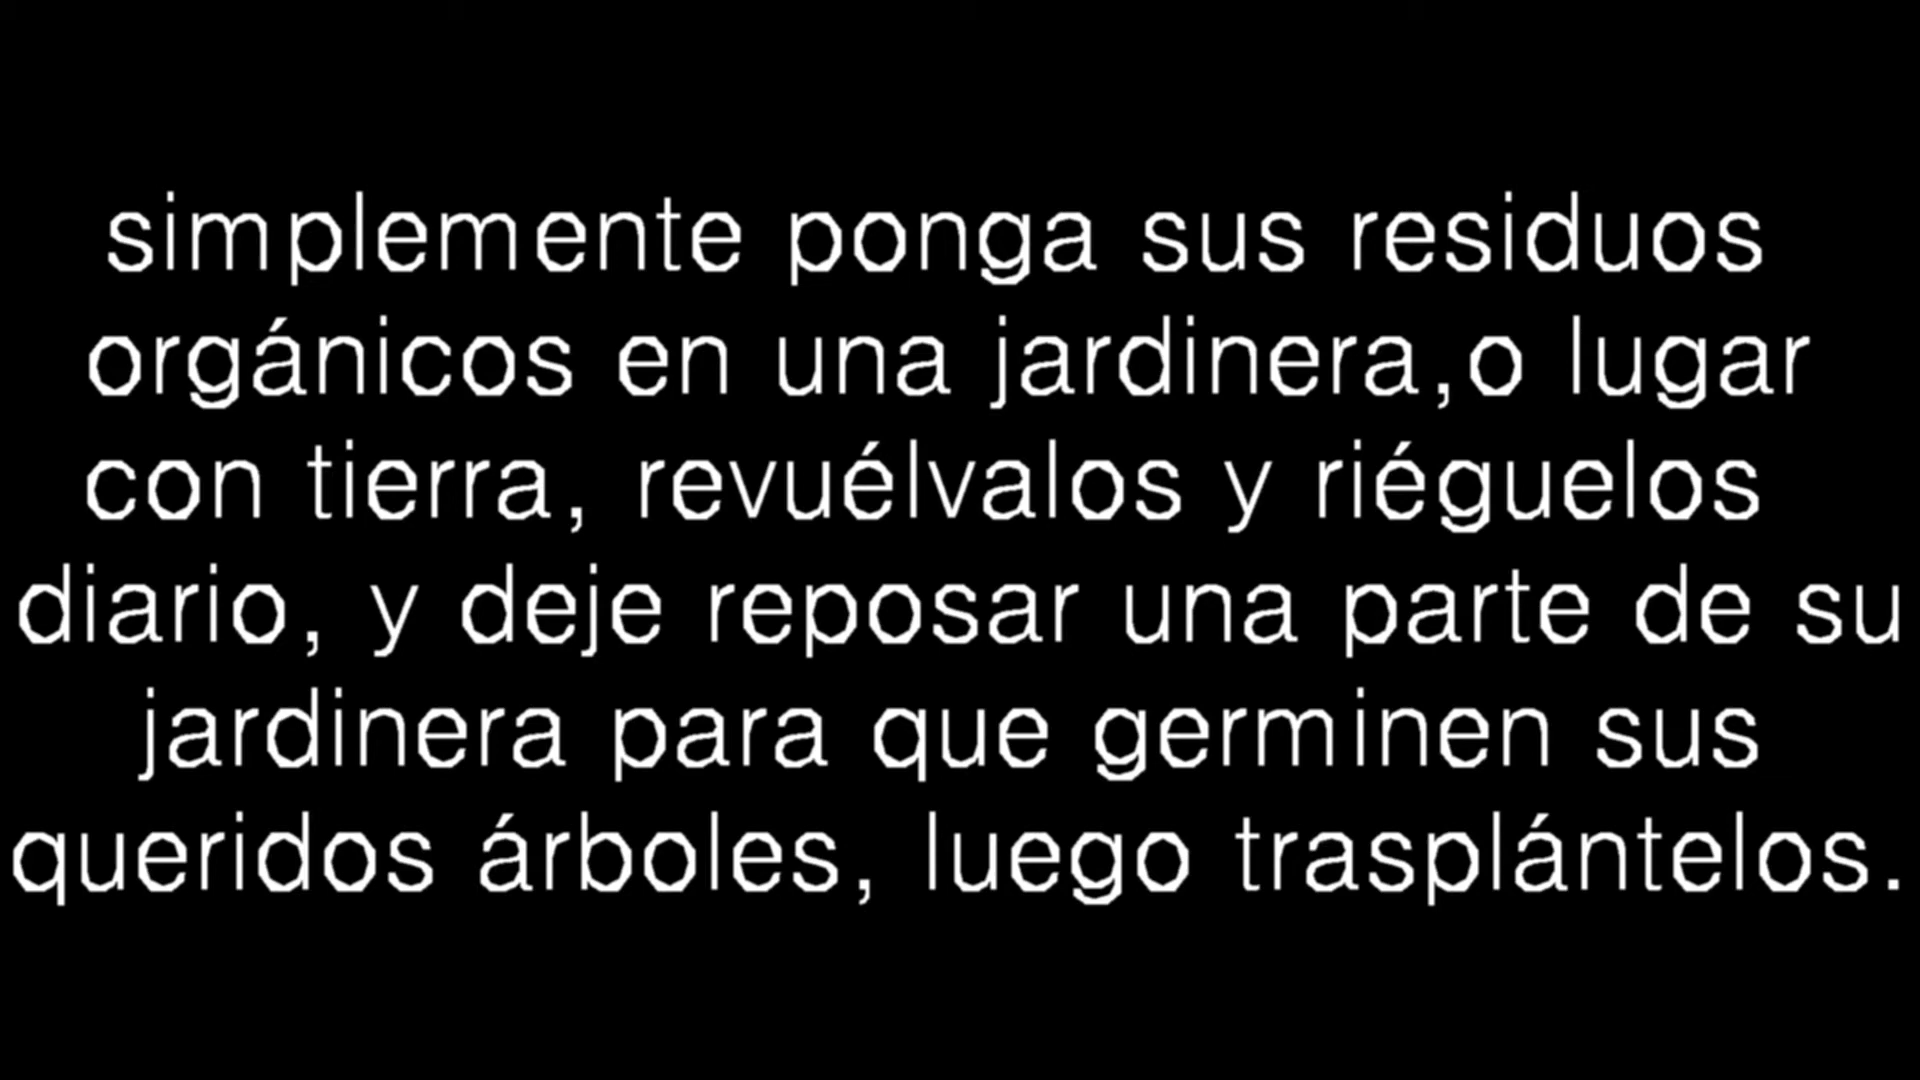 simplemente ponga sus residuos
orgánicos en una jardinera,o lugar
con tierra, revuélvalos y riéguelos
diario, y deje reposar una parte de su
jardinera para que germinen sus
queridos árboles, luego trasplántelos.